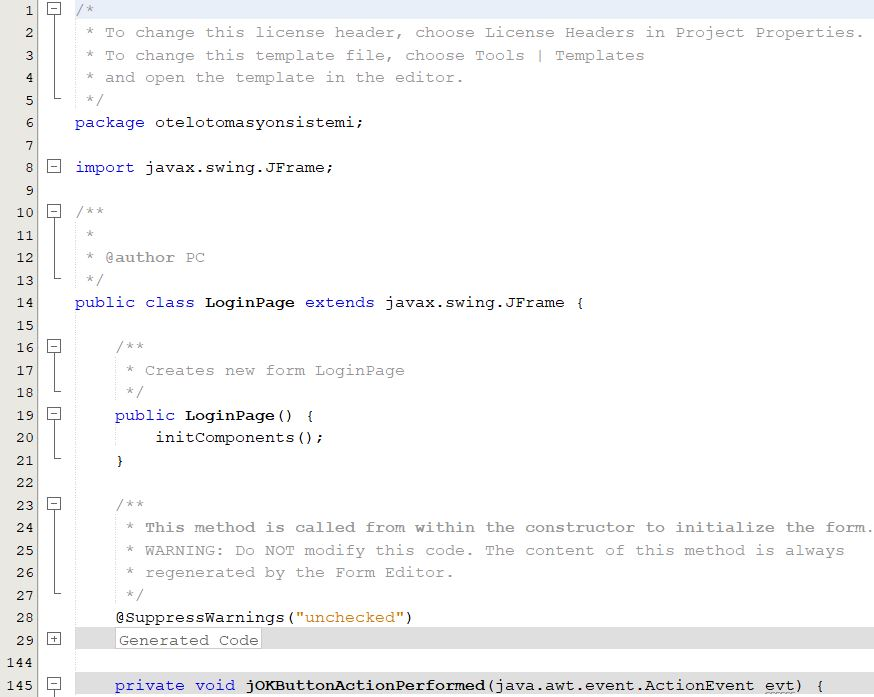 1 /*
2  * To change this license header, choose License Headers in Project Properties.
3  * To change this template file, choose Tools | Templates
4  * and open the template in the editor.
5  */
6 package otelotomasyonsistemi;
7
8 import javax.swing.JFrame;
9
10 /**
11  *
12  * @author PC
13  */
14 public class LoginPage extends javax.swing.JFrame {
15
16     /**
17      * Creates new form LoginPage
18      */
19     public LoginPage() {
20         initComponents();
21     }
22
23     /**
24      * This method is called from within the constructor to initialize the form.
25      * WARNING: Do NOT modify this code. The content of this method is always
26      * regenerated by the Form Editor.
27      */
28     @SuppressWarnings("unchecked")
29     Generated Code
144
145     private void jOKButtonActionPerformed(java.awt.event.ActionEvent evt) {